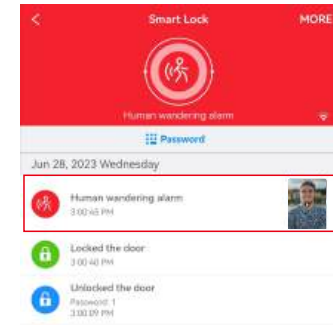 Smart Lock
MORE
Human wandering alarm
Password
Jun 28, 2023 Wednesday
Human wandering alarm
3:00:45 PM
Locked the door
3:00:40 PM
Unlocked the door
Password: 1
3:00:09 PM